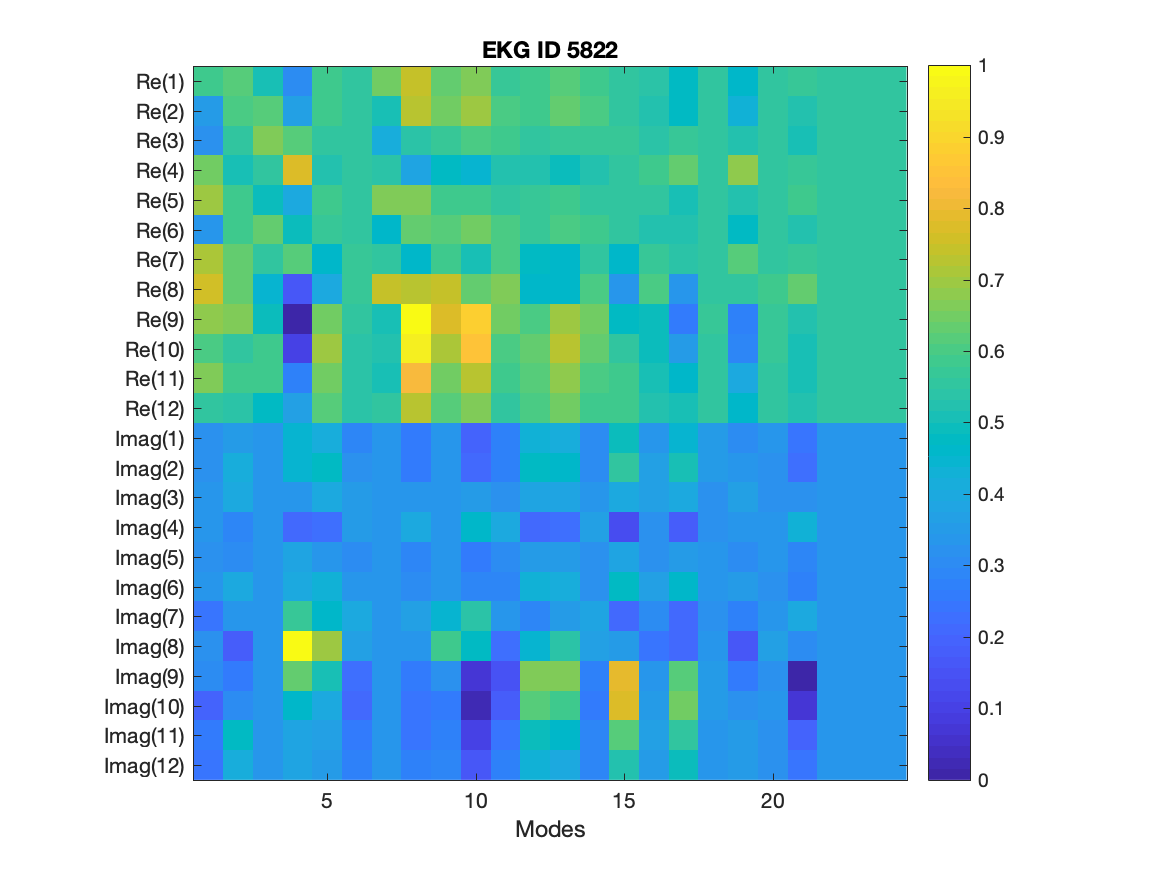 EKG ID 5822
Re(1)
Re(2)
Re(3)
Re(4)
Re(5)
Re(6)
Re(7)
Re(8)
Re(9)
Re(10)
Re(11)
Re(12)
Imag(1)
Imag(2)
Imag(3)
Imag(4)
Imag(5)
Imag(6)
Imag(7)
Imag(8)
Imag(9)
Imag(10)
Imag(11)
Imag(12)
5 10 15 20
Modes
1
0.9
0.8
0.7
0.6
0.5
0.4
0.3
0.2
0.1
0